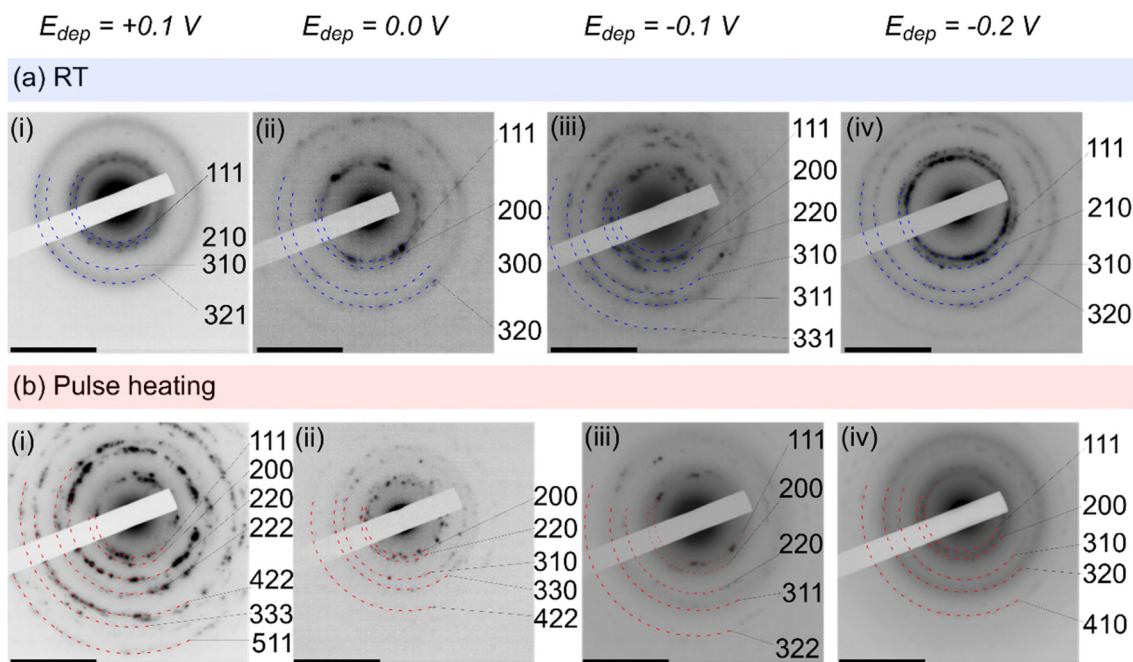 E_dep = +0.1 V
E_dep = 0.0 V
E_dep = -0.1 V
E_dep = -0.2 V
(a) RT
(i)
111
210
310
321
(ii)
111
200
300
320
(iii)
111
200
220
310
311
331
(iv)
111
210
310
320
(b) Pulse heating
(i)
111
200
220
222
422
333
511
(ii)
200
220
310
330
422
(iii)
111
200
220
311
322
(iv)
111
200
310
320
410